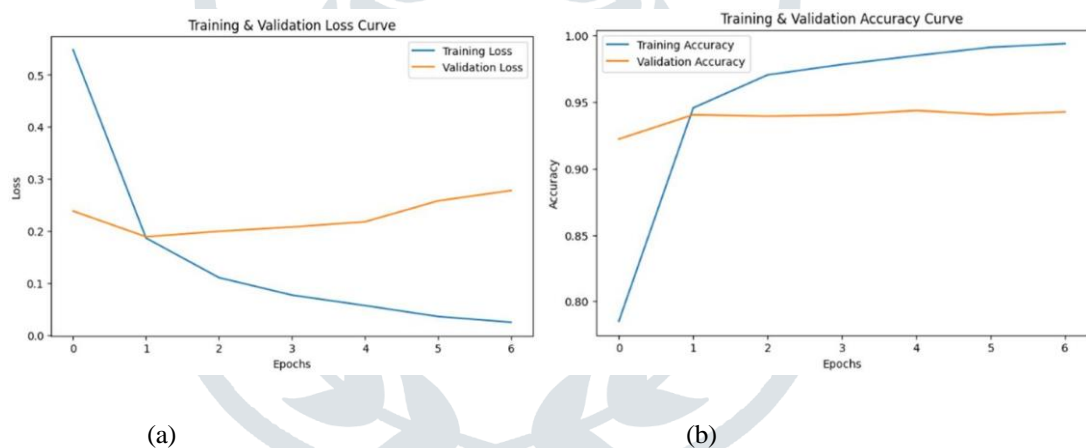 Training & Validation Loss Curve
Training Loss
Validation Loss
0.5
0.4
0.3
0.2
0.1
0.0
Loss
0 1 2 3 4 5 6
Epochs
(a)
Training & Validation Accuracy Curve
Training Accuracy
Validation Accuracy
1.00
0.95
0.90
0.85
0.80
Accuracy
0 1 2 3 4 5 6
Epochs
(b)